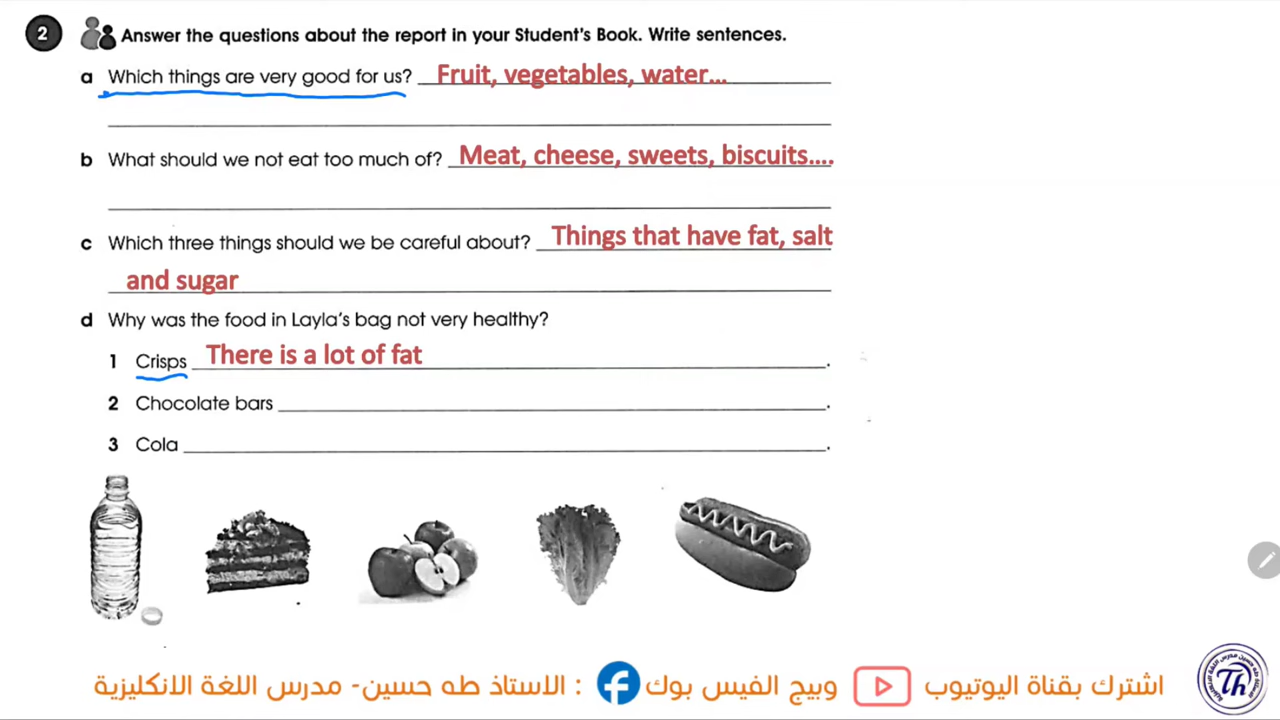 2 Answer the questions about the report in your Student's Book. Write sentences.
a Which things are very good for us? Fruit, vegetables, water...
b What should we not eat too much of? Meat, cheese, sweets, biscuits....
c Which three things should we be careful about? Things that have fat, salt
and sugar
d Why was the food in Layla's bag not very healthy?
1 Crisps There is a lot of fat .
2 Chocolate bars .
3 Cola .
اشترك بقناة اليوتيوب وبيج الفيس بوك : الاستاذ طه حسين- مدرس اللغة الانكليزية
Th